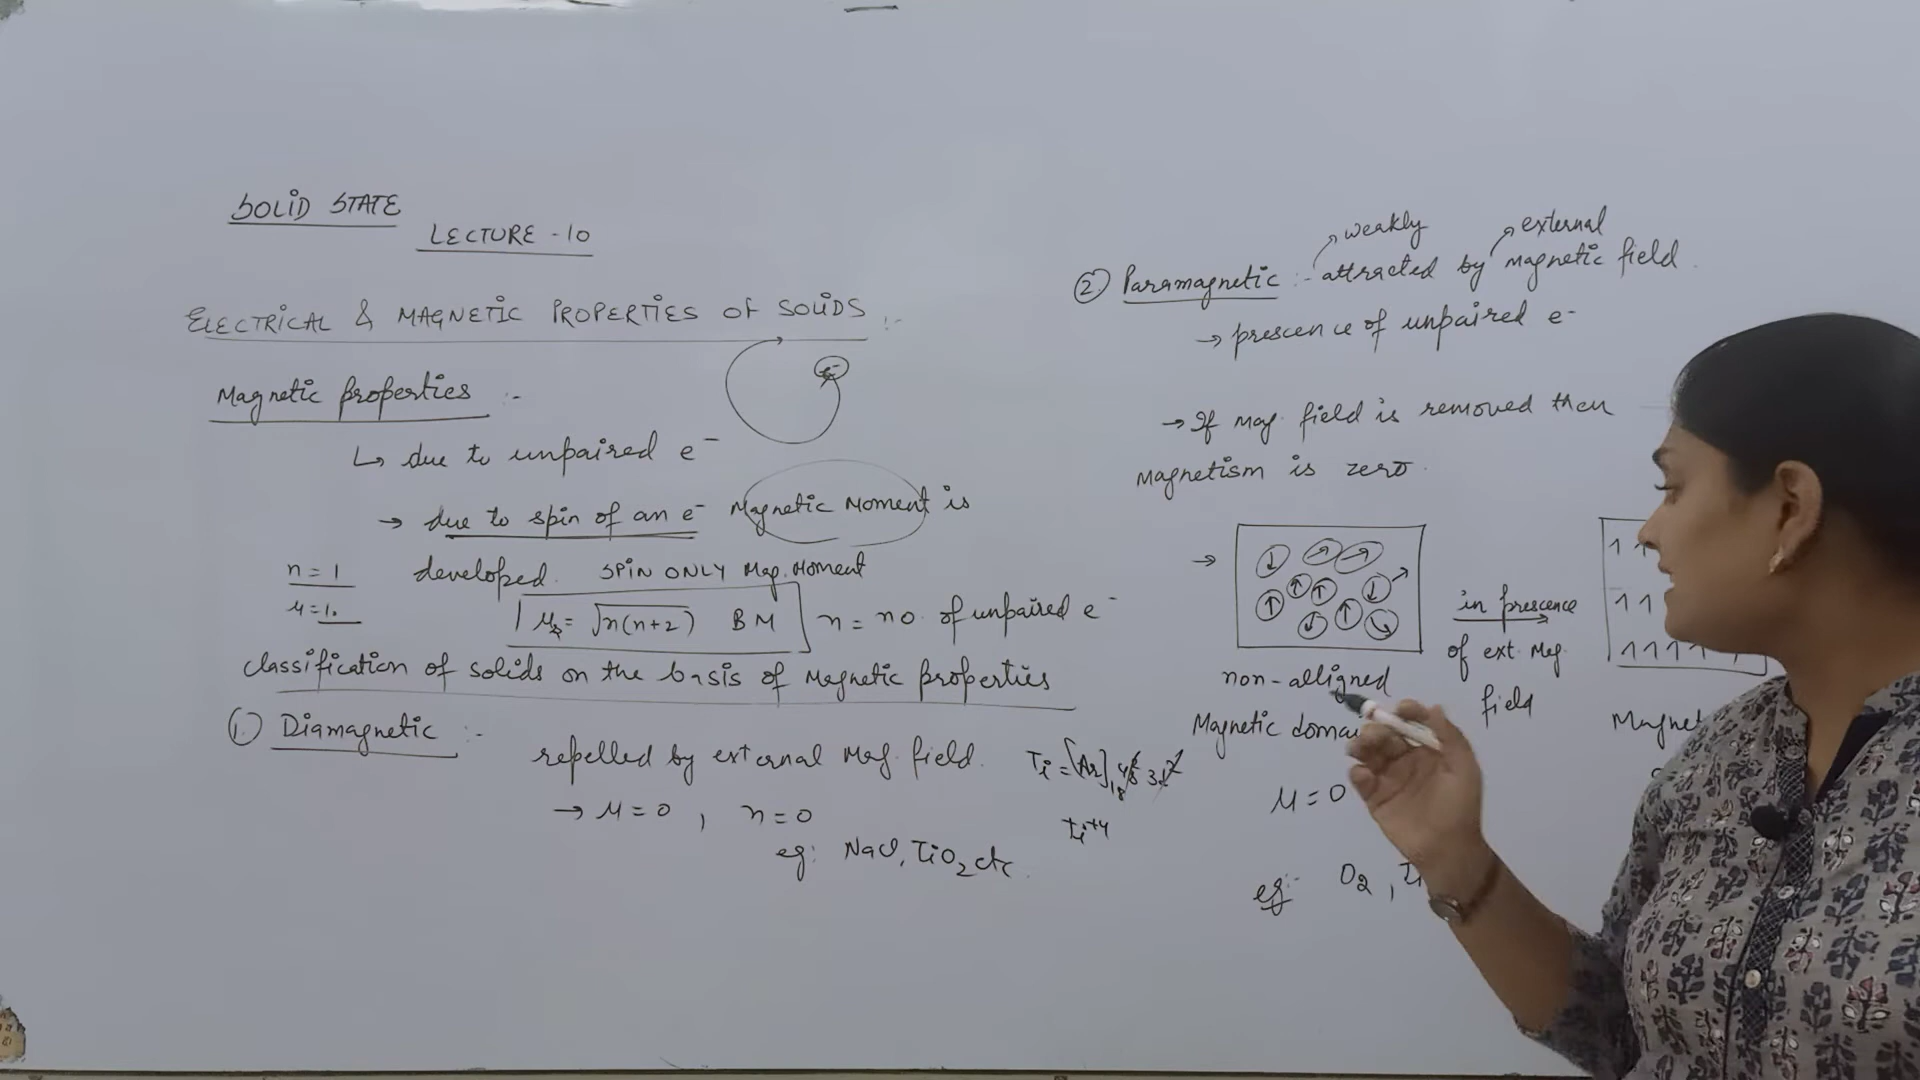 SOLID STATE
LECTURE - 10
ELECTRICAL & MAGNETIC PROPERTIES OF SOLIDS :-
Magnetic properties :-
e-
↳ due to unpaired e-
→ due to spin of an e- Magnetic Moment is
developed. SPIN ONLY Mag. Moment
n = 1
μ = 1.
μs = √n(n+2) BM n = no. of unpaired e-
Classification of solids on the basis of Magnetic properties
① Diamagnetic :-
repelled by external Mag. field.
→ μ = 0 , n = 0
eg: NaCl, TiO2 etc.
Ti = [Ar]18 4s2 3d2
Ti+4
② Paramagnetic :- attracted by magnetic field.
weakly
external
→ prescence of unpaired e-
→ If mag. field is removed then
Magnetism is zero.
in prescence
of ext. Mag.
field
non-alligned
Magnetic
μ = 0
eg:- O2,